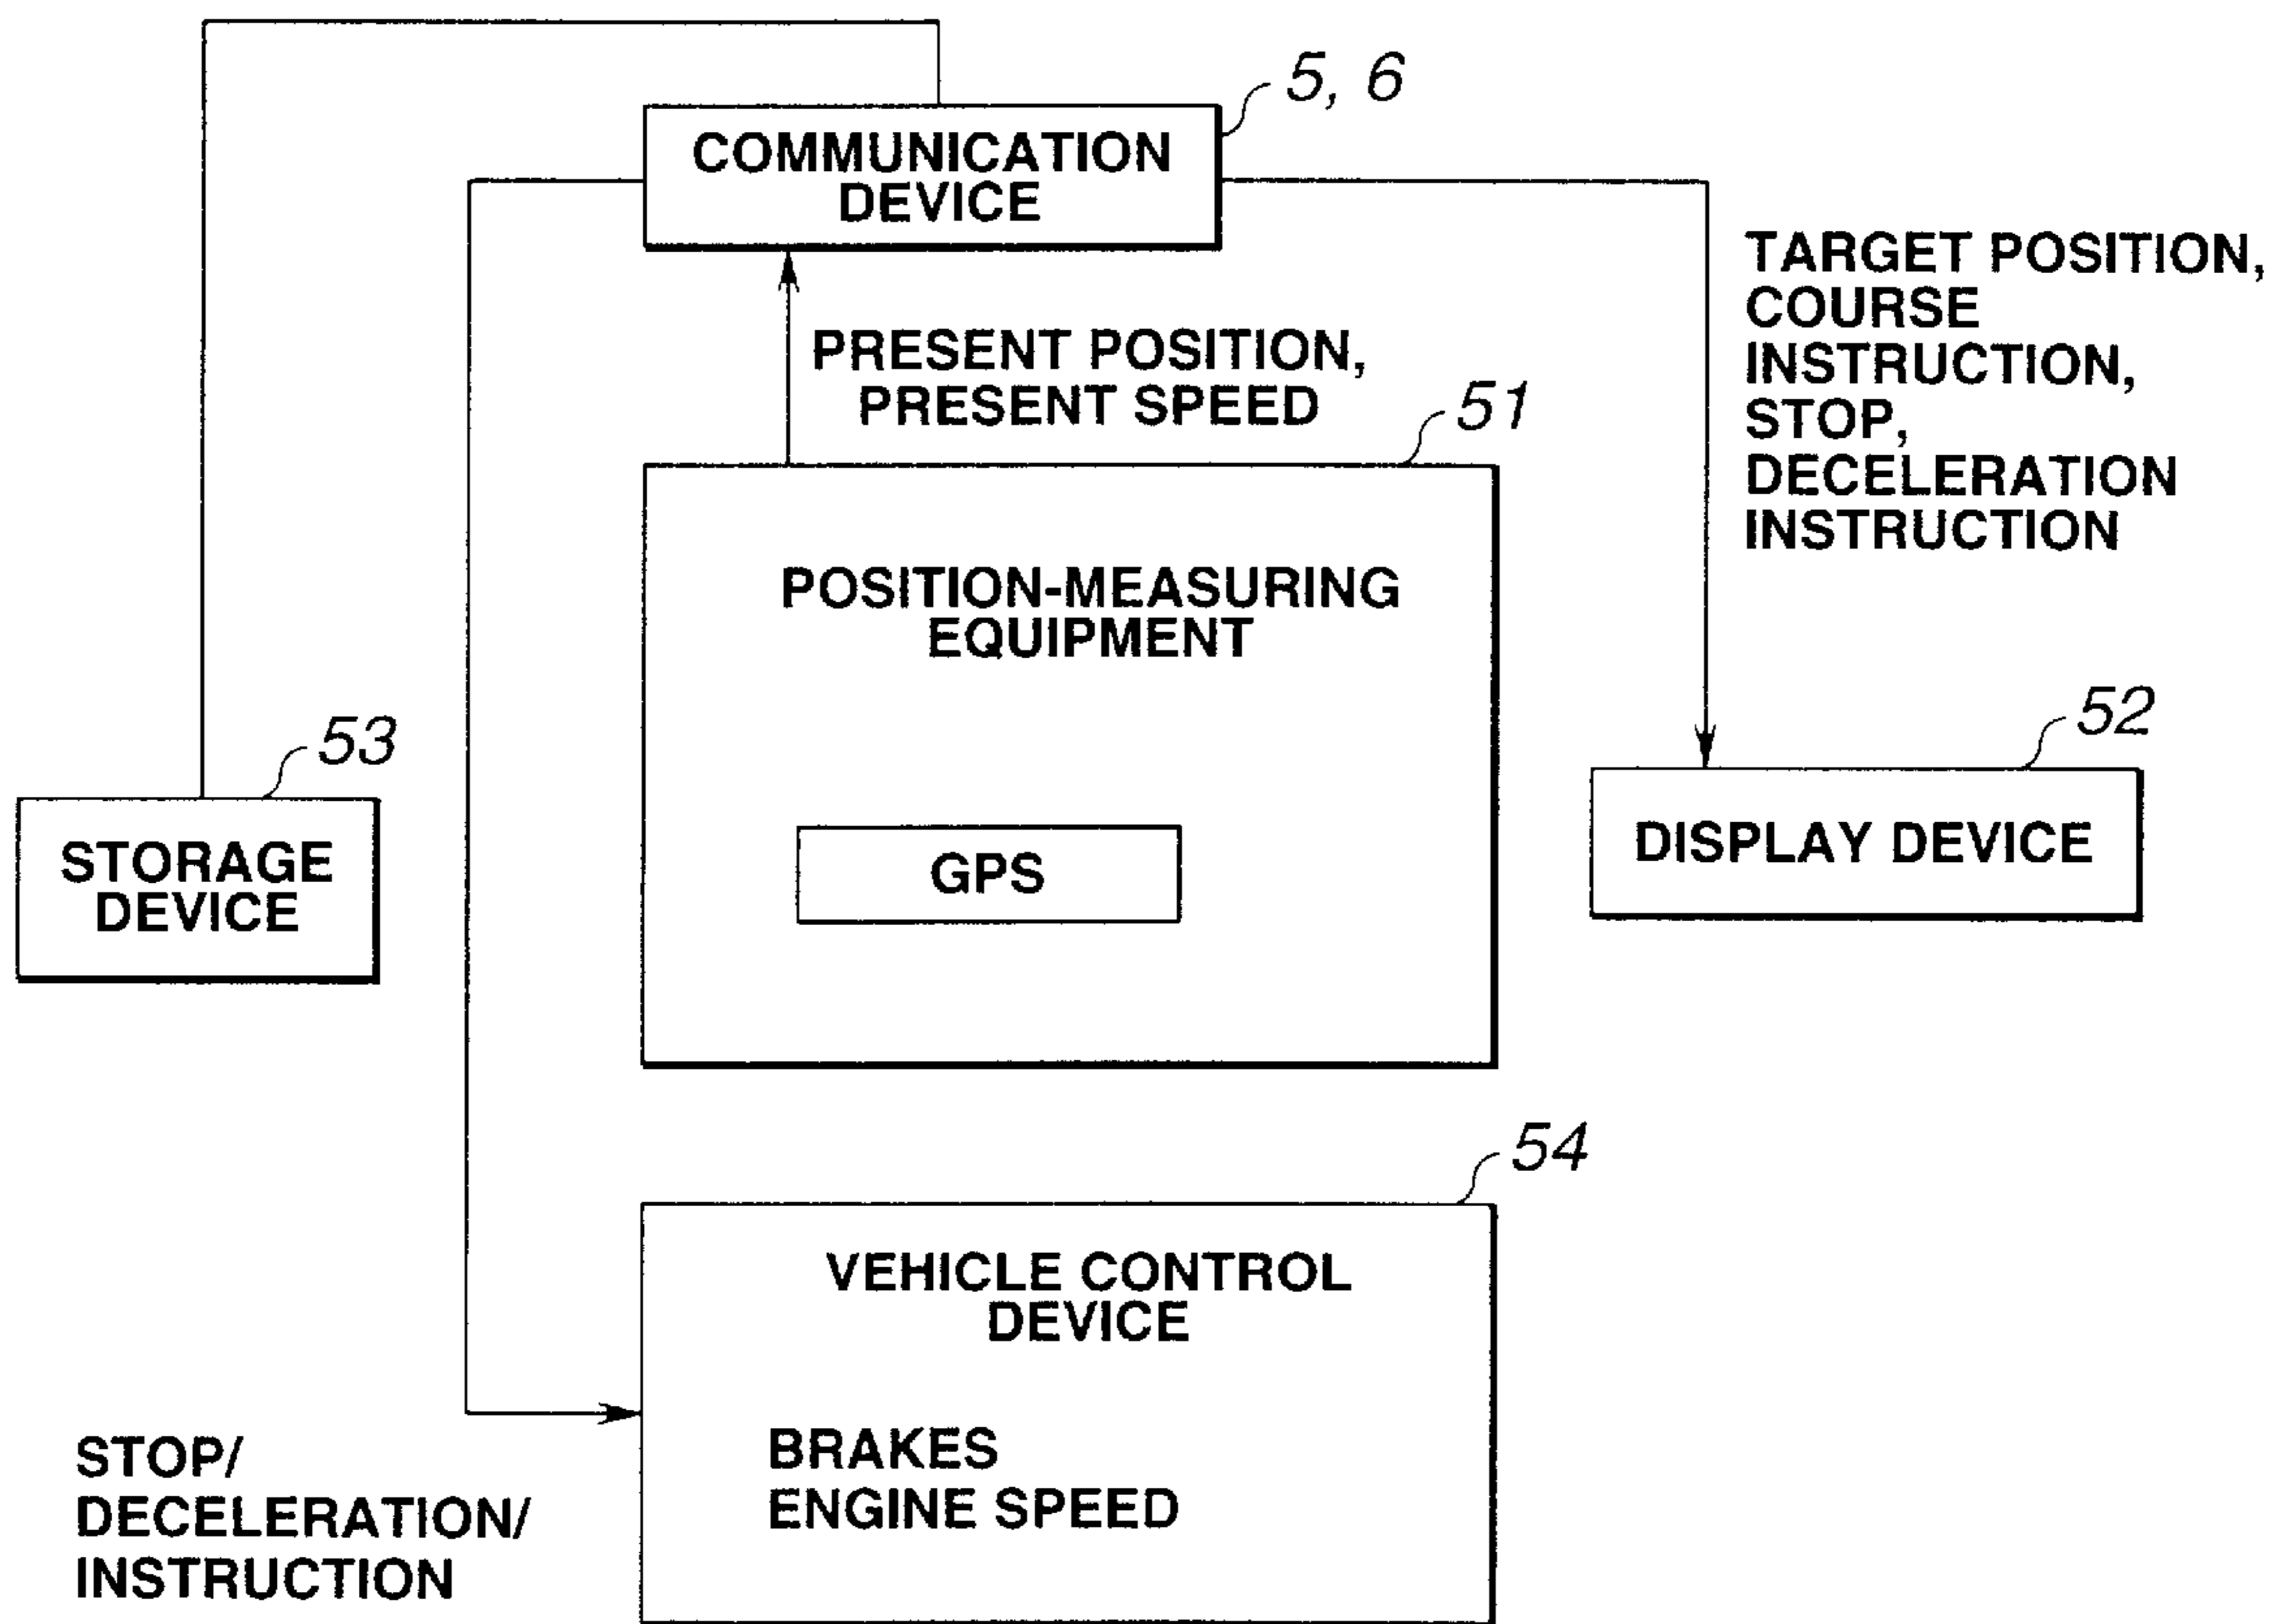 5, 6
COMMUNICATION
DEVICE
TARGET POSITION,
COURSE
INSTRUCTION,
STOP,
DECELERATION
INSTRUCTION
PRESENT POSITION,
PRESENT SPEED
51
POSITION-MEASURING
EQUIPMENT
GPS
52
DISPLAY DEVICE
53
STORAGE
DEVICE
54
VEHICLE CONTROL
DEVICE
BRAKES
ENGINE SPEED
STOP/
DECELERATION/
INSTRUCTION